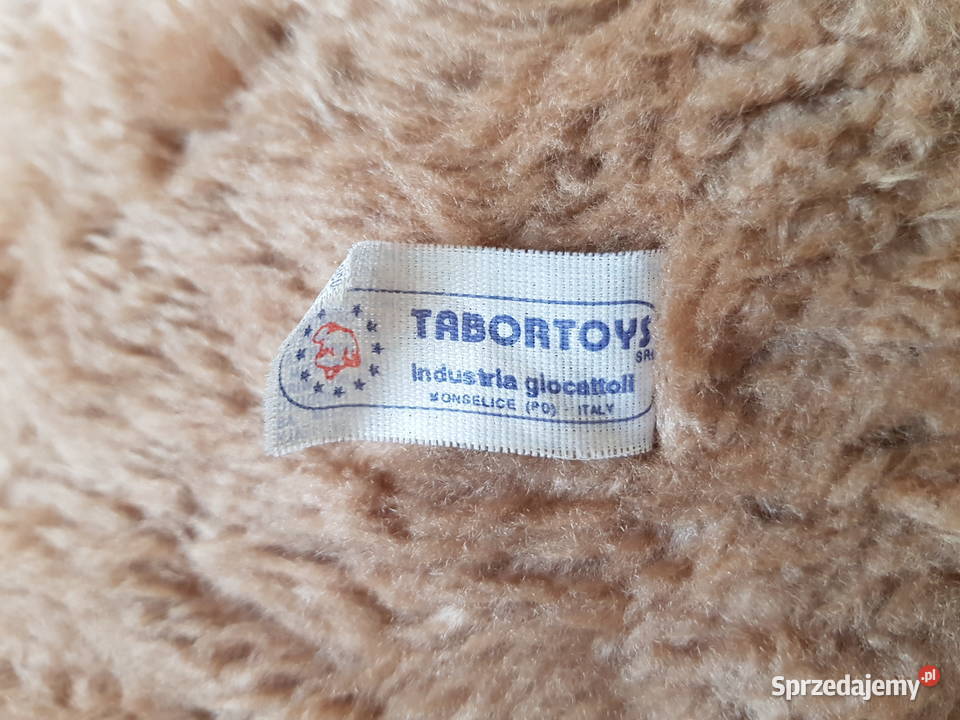 TABORTOYS
SRL
Industria giocattoli
MONSELICE (PD) - ITALY
Sprzedajemy.pl